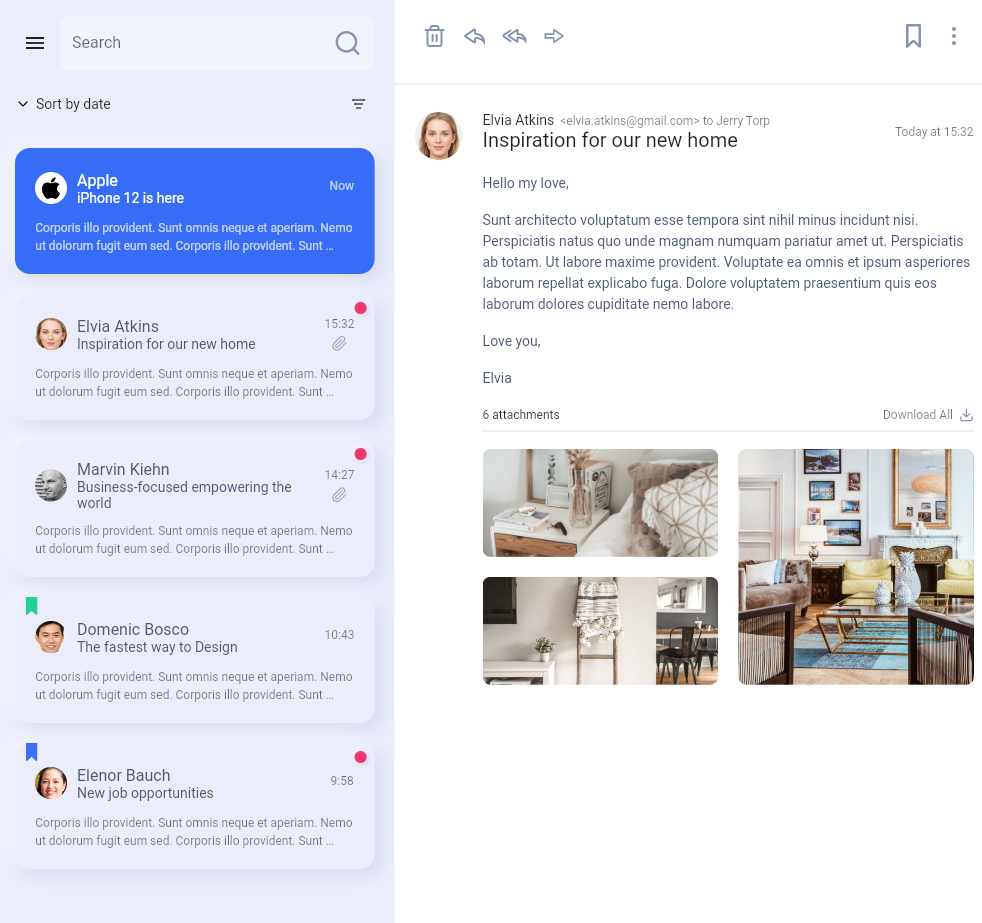 Search
Sort by date
Apple
iPhone 12 is here
Now
Corporis illo provident. Sunt omnis neque et aperiam. Nemo
ut dolorum fugit eum sed. Corporis illo provident. Sunt ...
Elvia Atkins
Inspiration for our new home
15:32
Corporis illo provident. Sunt omnis neque et aperiam. Nemo
ut dolorum fugit eum sed. Corporis illo provident. Sunt ...
Marvin Kiehn
Business-focused empowering the
world
14:27
Corporis illo provident. Sunt omnis neque et aperiam. Nemo
ut dolorum fugit eum sed. Corporis illo provident. Sunt ...
Domenic Bosco
The fastest way to Design
10:43
Corporis illo provident. Sunt omnis neque et aperiam. Nemo
ut dolorum fugit eum sed. Corporis illo provident. Sunt ...
Elenor Bauch
New job opportunities
9:58
Corporis illo provident. Sunt omnis neque et aperiam. Nemo
ut dolorum fugit eum sed. Corporis illo provident. Sunt ...
Elvia Atkins <elvia.atkins@gmail.com> to Jerry Torp
Inspiration for our new home
Today at 15:32
Hello my love,
Sunt architecto voluptatum esse tempora sint nihil minus incidunt nisi.
Perspiciatis natus quo unde magnam numquam pariatur amet ut. Perspiciatis
ab totam. Ut labore maxime provident. Voluptate ea omnis et ipsum asperiores
laborum repellat explicabo fuga. Dolore voluptatem praesentium quis eos
laborum dolores cupiditate nemo labore.
Love you,
Elvia
6 attachments
Download All